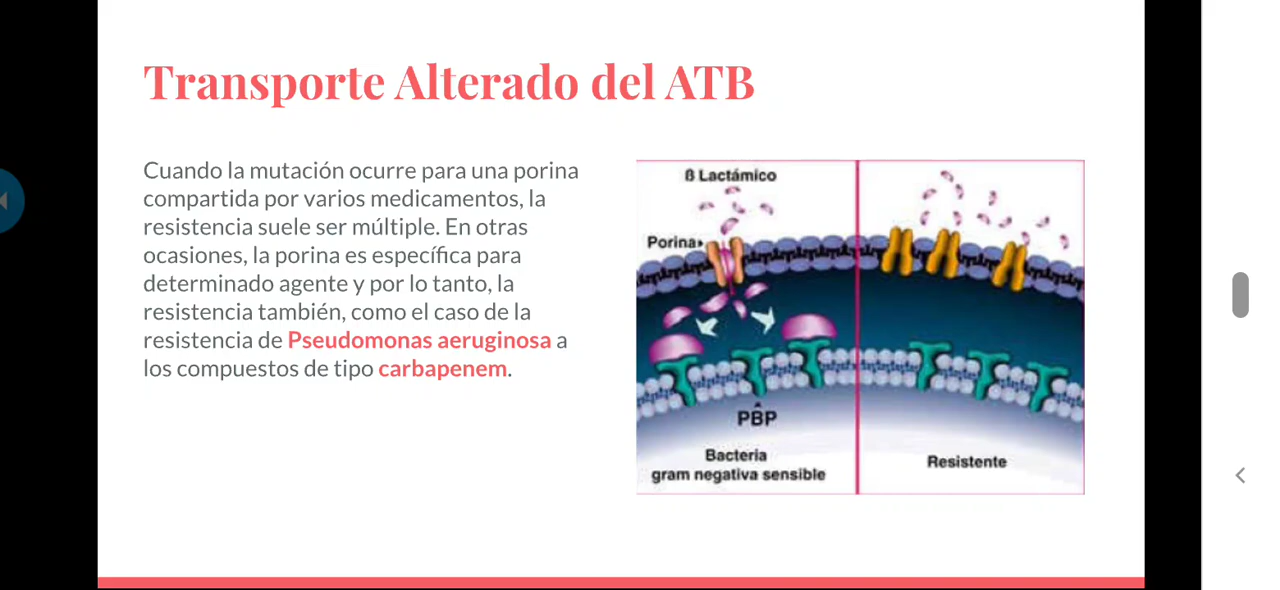 Transporte Alterado del ATB
Cuando la mutación ocurre para una porina
compartida por varios medicamentos, la
resistencia suele ser múltiple. En otras
ocasiones, la porina es específica para
determinado agente y por lo tanto, la
resistencia también, como el caso de la
resistencia de Pseudomonas aeruginosa a
los compuestos de tipo carbapenem.
ß Lactámico
Porina
PBP
Bacteria
gram negativa sensible
Resistente